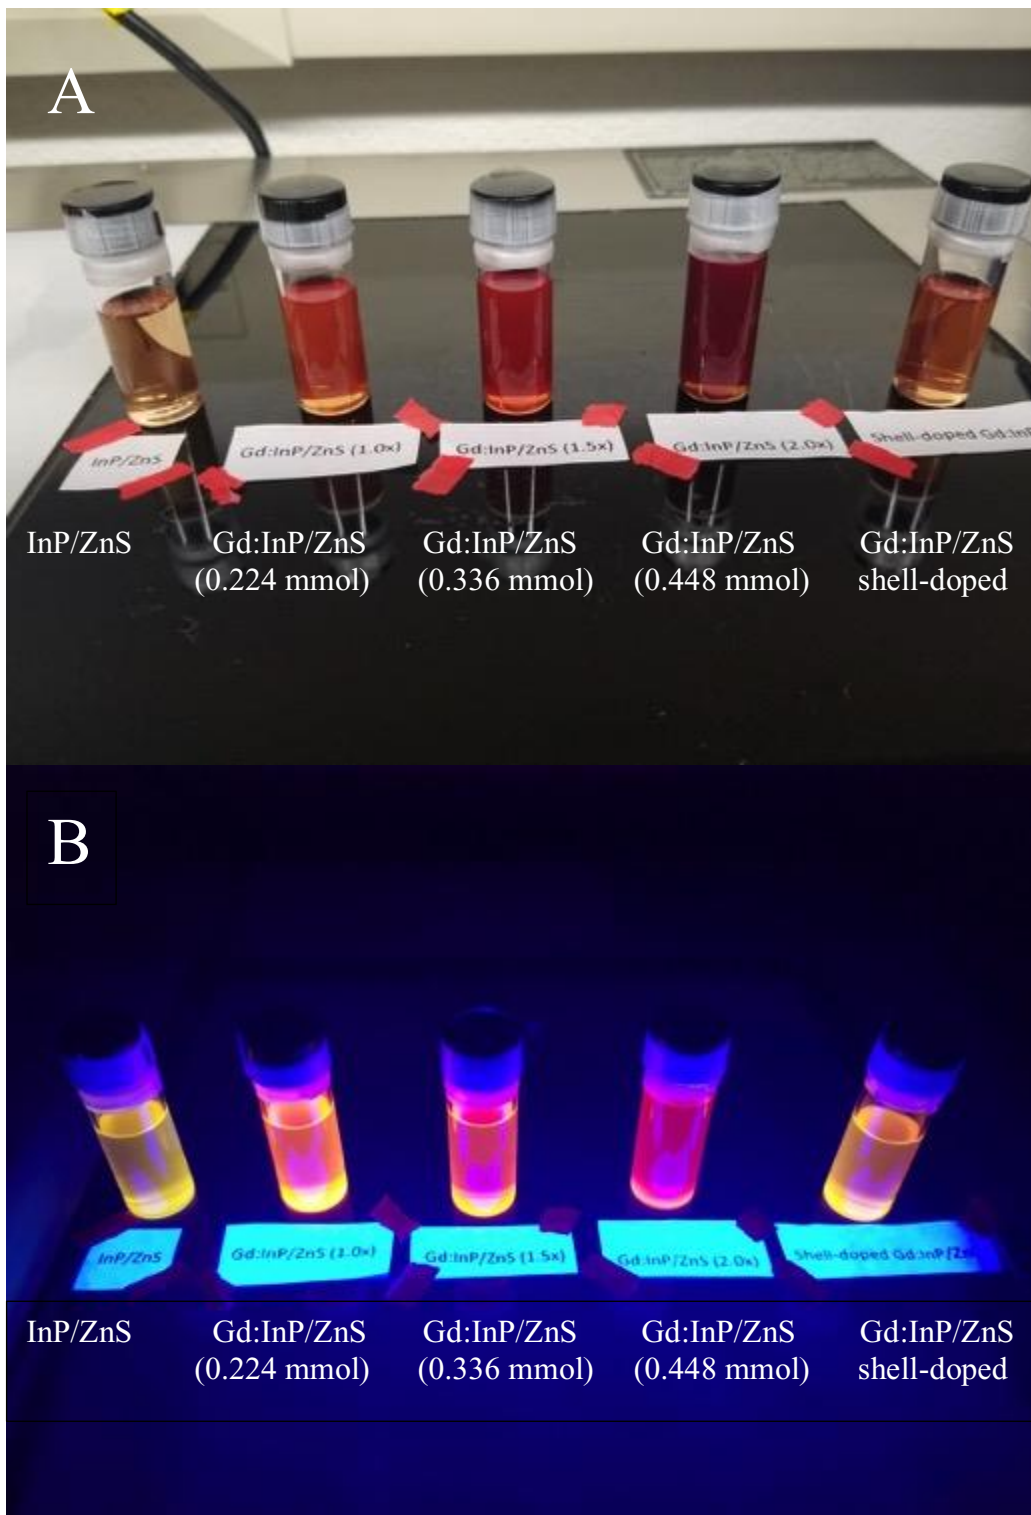 A
InP/ZnS
Gd:InP/ZnS (1.0x)
Gd:InP/ZnS (1.5x)
Gd:InP/ZnS (2.0x)
Shell-doped Gd:InP
InP/ZnS Gd:InP/ZnS Gd:InP/ZnS Gd:InP/ZnS Gd:InP/ZnS
(0.224 mmol) (0.336 mmol) (0.448 mmol) shell-doped
B
InP/ZnS
Gd:InP/ZnS (1.0x)
Gd:InP/ZnS (1.5x)
Gd:InP/ZnS (2.0x)
Shell-doped Gd:InP/Zn
InP/ZnS Gd:InP/ZnS Gd:InP/ZnS Gd:InP/ZnS Gd:InP/ZnS
(0.224 mmol) (0.336 mmol) (0.448 mmol) shell-doped